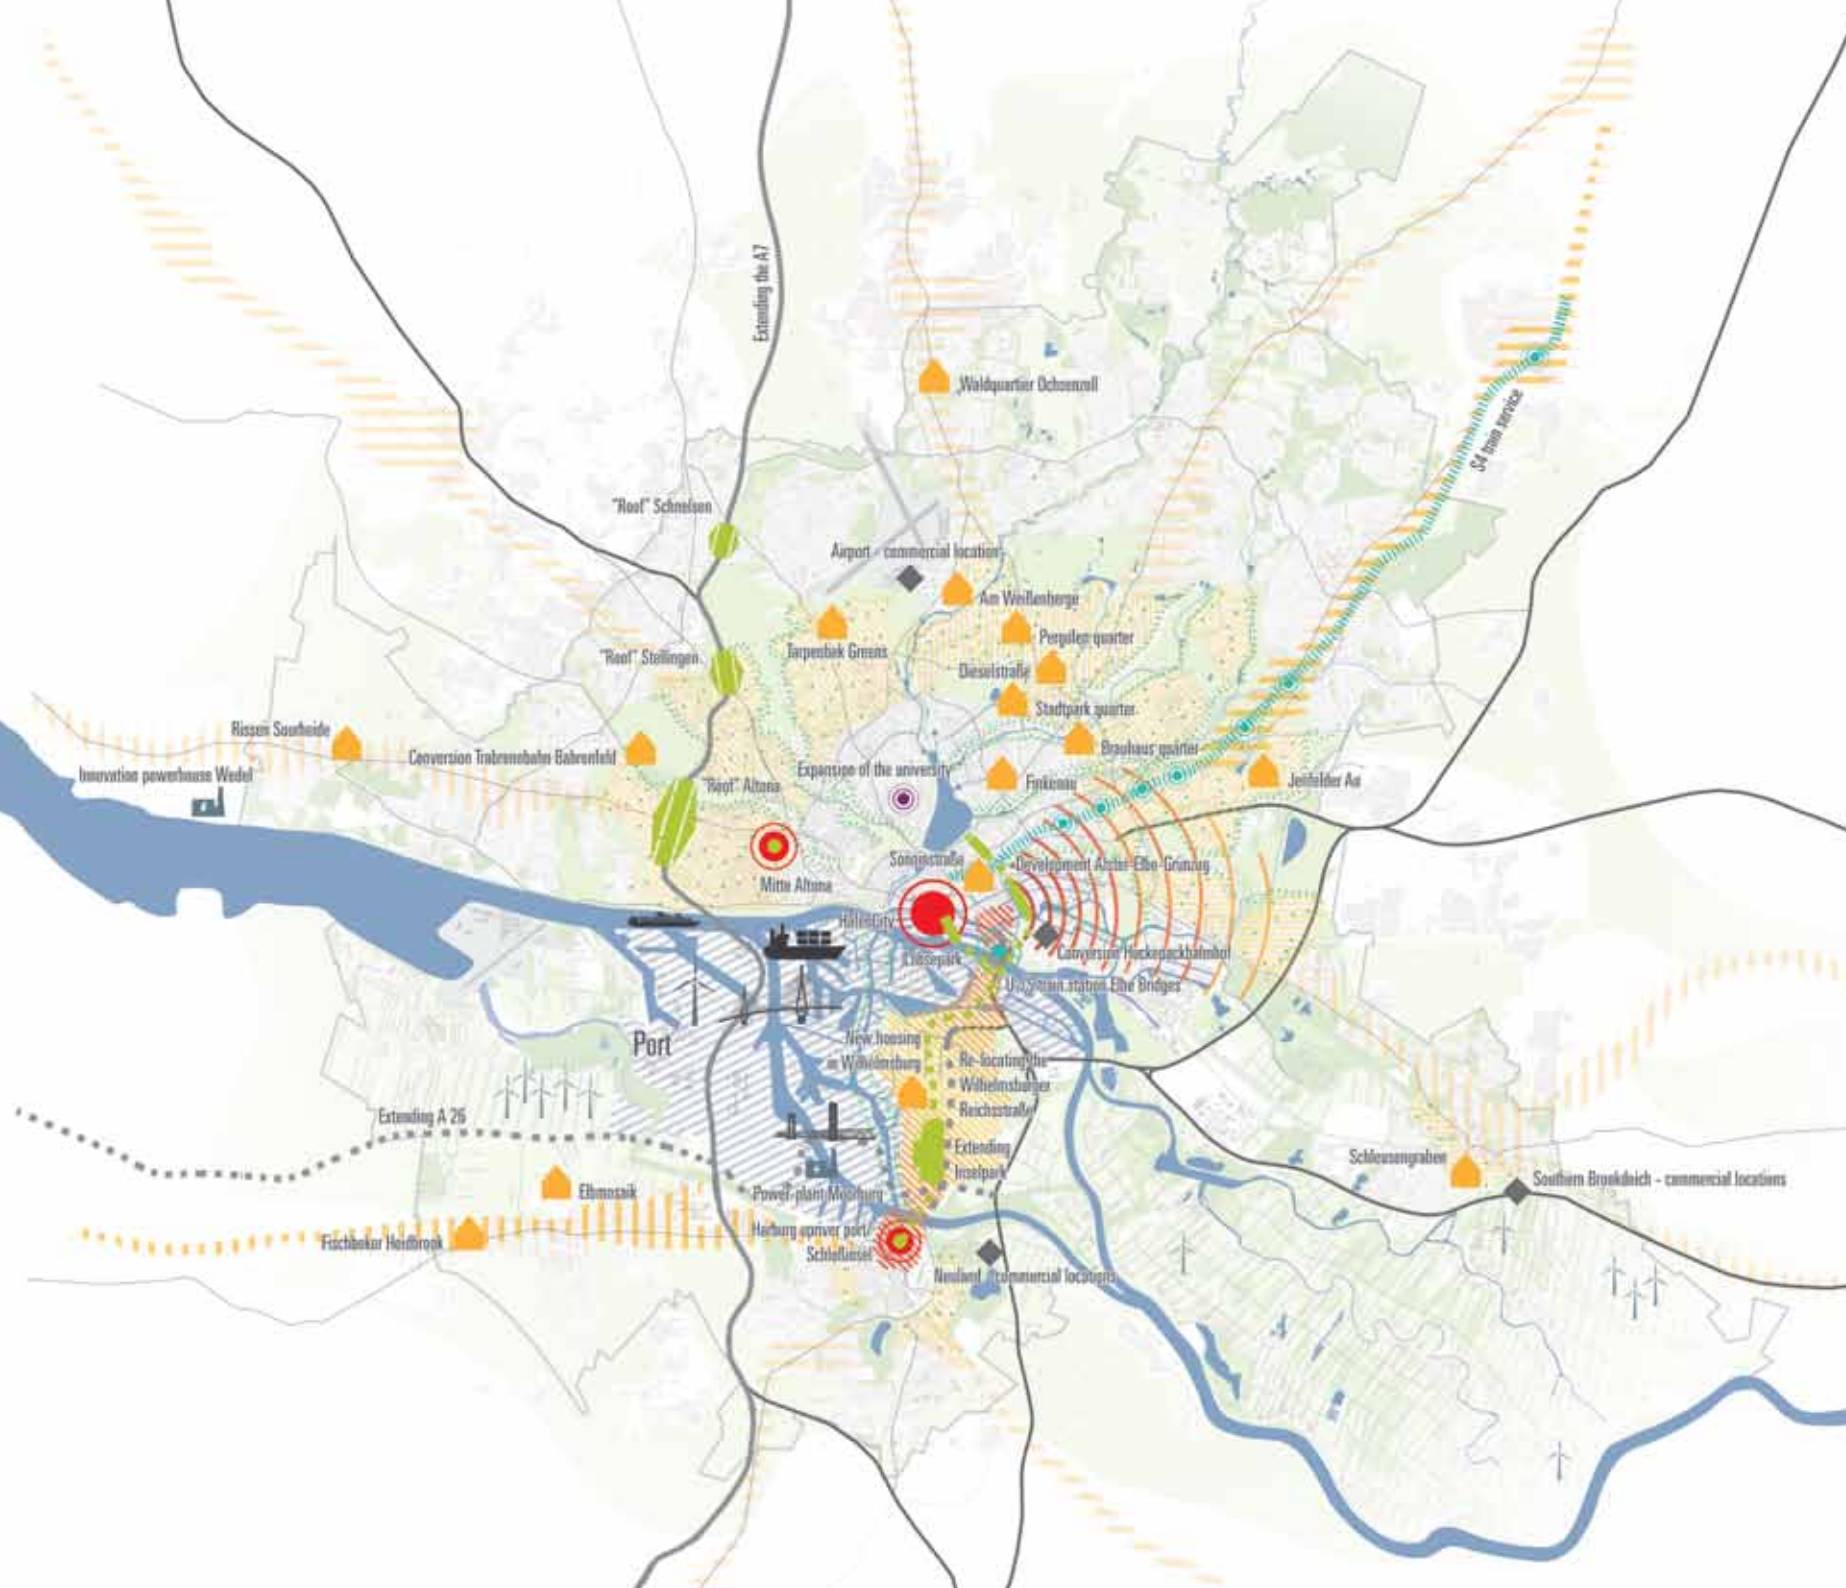 Extending the A7
Waldquartier Ochsenzoll
S4 train service
"Roof" Schnelsen
Airport - commercial location
Am Weißenberge
Tarpenbek Greens
Pergolen quarter
"Roof" Stellingen
Dieselstraße
Stadtpark quarter
Rissen Suurheide
Conversion Trabrennbahn Bahrenfeld
Brauhaus quarter
Innovation powerhouse Wedel
"Roof" Altona
Expansion of the university
Finkenau
Jenfelder Au
Sonninstraße
Development Alster-Elbe-Grünzug
Mitte Altona
HafenCity
Lohsepark
Conversion Huckepackbahnhof
train station Elbe Bridges
Port
New housing
in Wilhelmsburg
Re-locating the
Wilhelmsburger
Reichsstraße
Extending A 26
Extending
Inselpark
Schleusengraben
Southern Brookdeich - commercial locations
Elbmosaik
Power-plant Moorburg
Harburg upriver port/
Schloßinsel
Fischbeker Heidbrook
Neuland - commercial locations